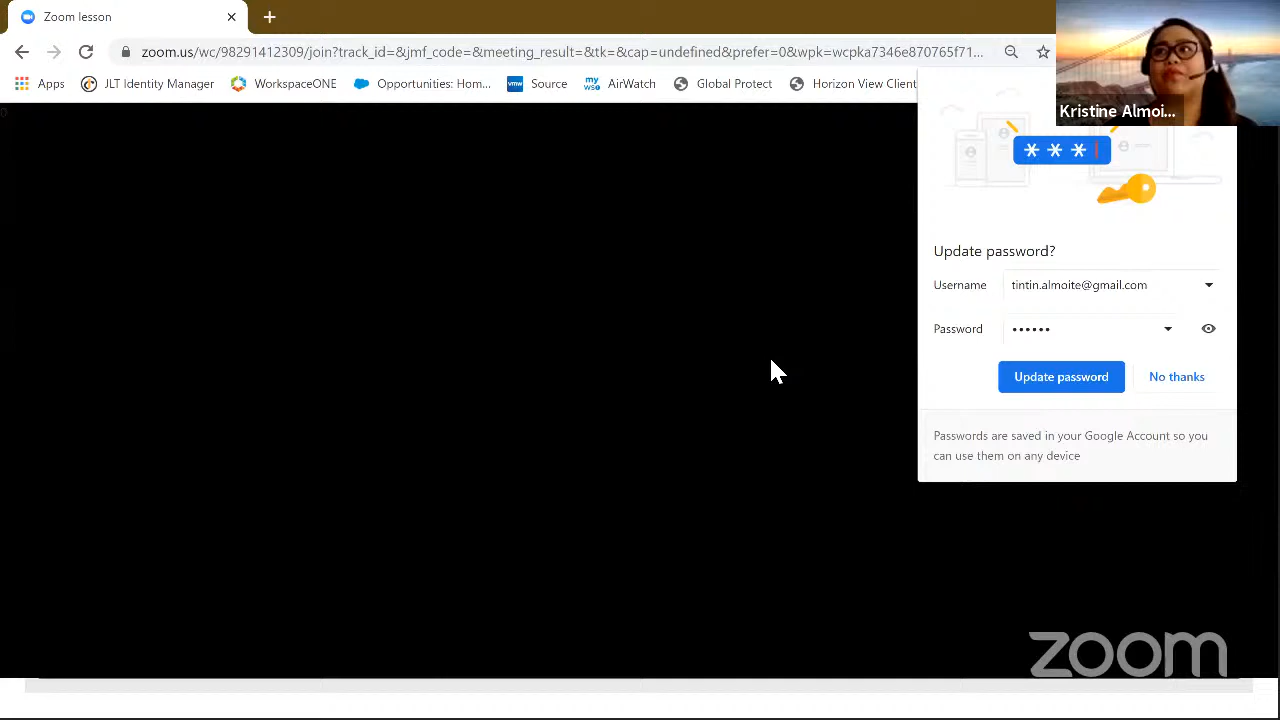 Zoom lesson
zoom.us/wc/98291412309/join?track_id=&jmf_code=&meeting_result=&tk=&cap=undefined&prefer=0&wpk=wcpka7346e870765f71...
Apps JLT Identity Manager WorkspaceONE Opportunities: Hom... vmw Source my ws1 AirWatch Global Protect Horizon View Client
Kristine Almoi...
* * * |
Update password?
Username tintin.almoite@gmail.com
Password ••••••
Update password No thanks
Passwords are saved in your Google Account so you
can use them on any device
zoom